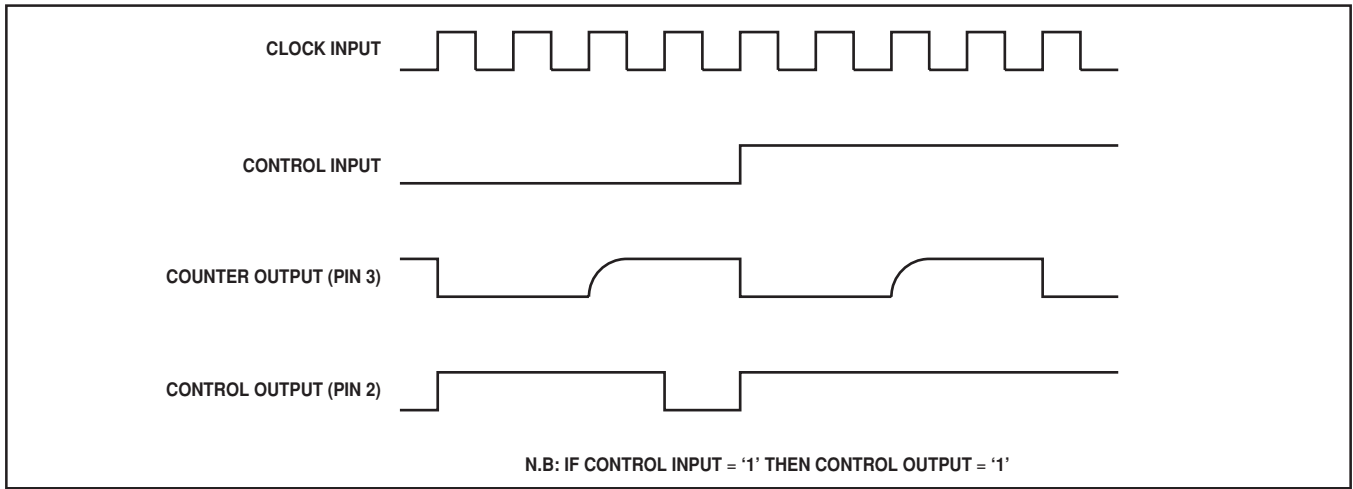 CLOCK INPUT
CONTROL INPUT
COUNTER OUTPUT (PIN 3)
CONTROL OUTPUT (PIN 2)
N.B: IF CONTROL INPUT = ‘1’ THEN CONTROL OUTPUT = ‘1’